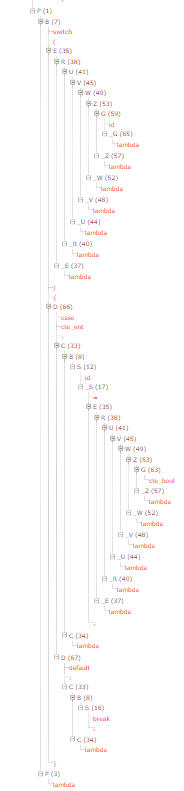 P (1)
B (7)
switch
(
E (35)
R (38)
U (41)
V (45)
W (49)
Z (53)
G (59)
id
_G (65)
lambda
_Z (57)
lambda
_W (52)
lambda
_V (48)
lambda
_U (44)
lambda
_R (40)
lambda
_E (37)
lambda
)
{
D (66)
case
cte_ent
:
C (33)
B (8)
S (12)
id
_S (17)
=
E (35)
R (38)
U (41)
V (45)
W (49)
Z (53)
G (63)
cte_bool
_Z (57)
lambda
_W (52)
lambda
_V (48)
lambda
_U (44)
lambda
_R (40)
lambda
_E (37)
lambda
;
C (34)
lambda
D (67)
default
:
C (33)
B (8)
S (16)
break
;
C (34)
lambda
}
P (3)
lambda